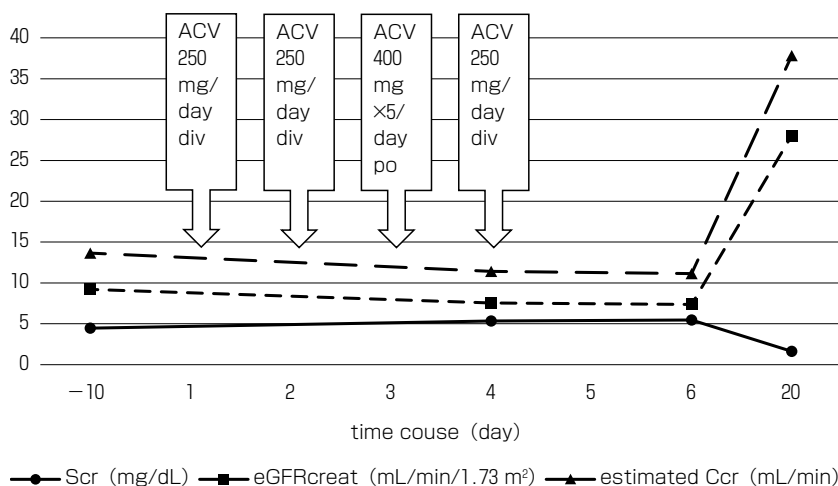 40
35
30
25
20
15
10
5
0
ACV
250
mg/
day
div
ACV
250
mg/
day
div
ACV
400
mg
×5/
day
po
ACV
250
mg/
day
div
−10 1 2 3 4 5 6 20
time couse (day)
Scr (mg/dL) eGFRcreat (mL/min/1.73 m²) estimated Ccr (mL/min)